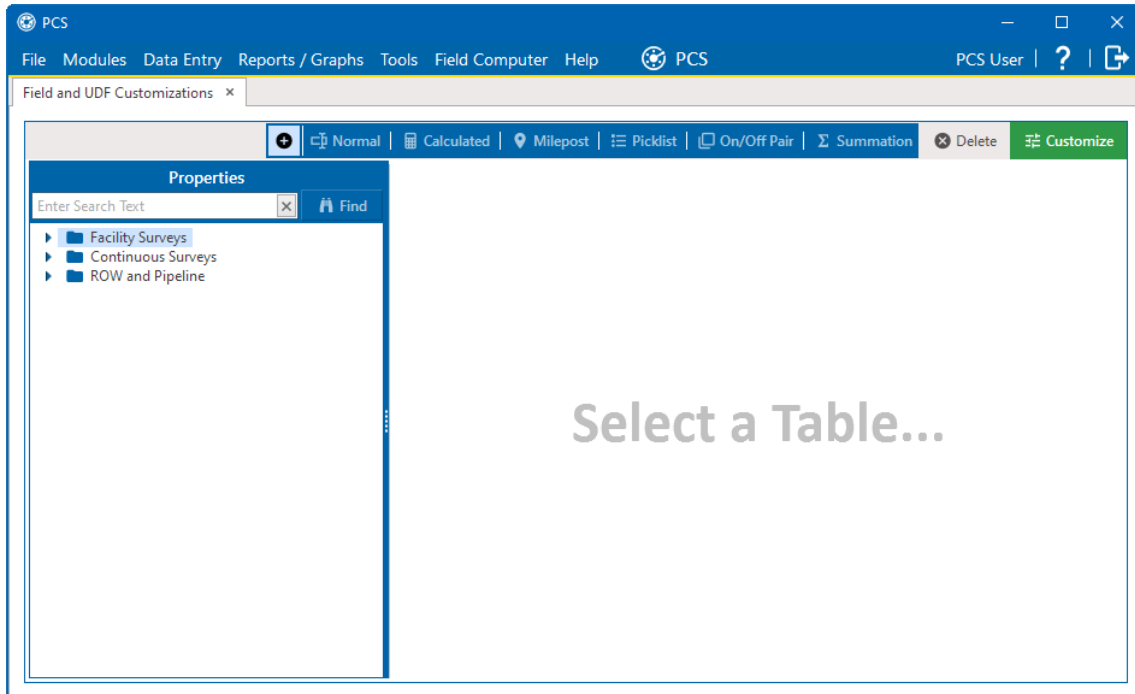 PCS
File Modules Data Entry Reports / Graphs Tools Field Computer Help PCS PCS User ?
Field and UDF Customizations ×
Normal Calculated Milepost Picklist On/Off Pair Σ Summation Delete Customize
Properties
Enter Search Text Find
Facility Surveys
Continuous Surveys
ROW and Pipeline
Select a Table...